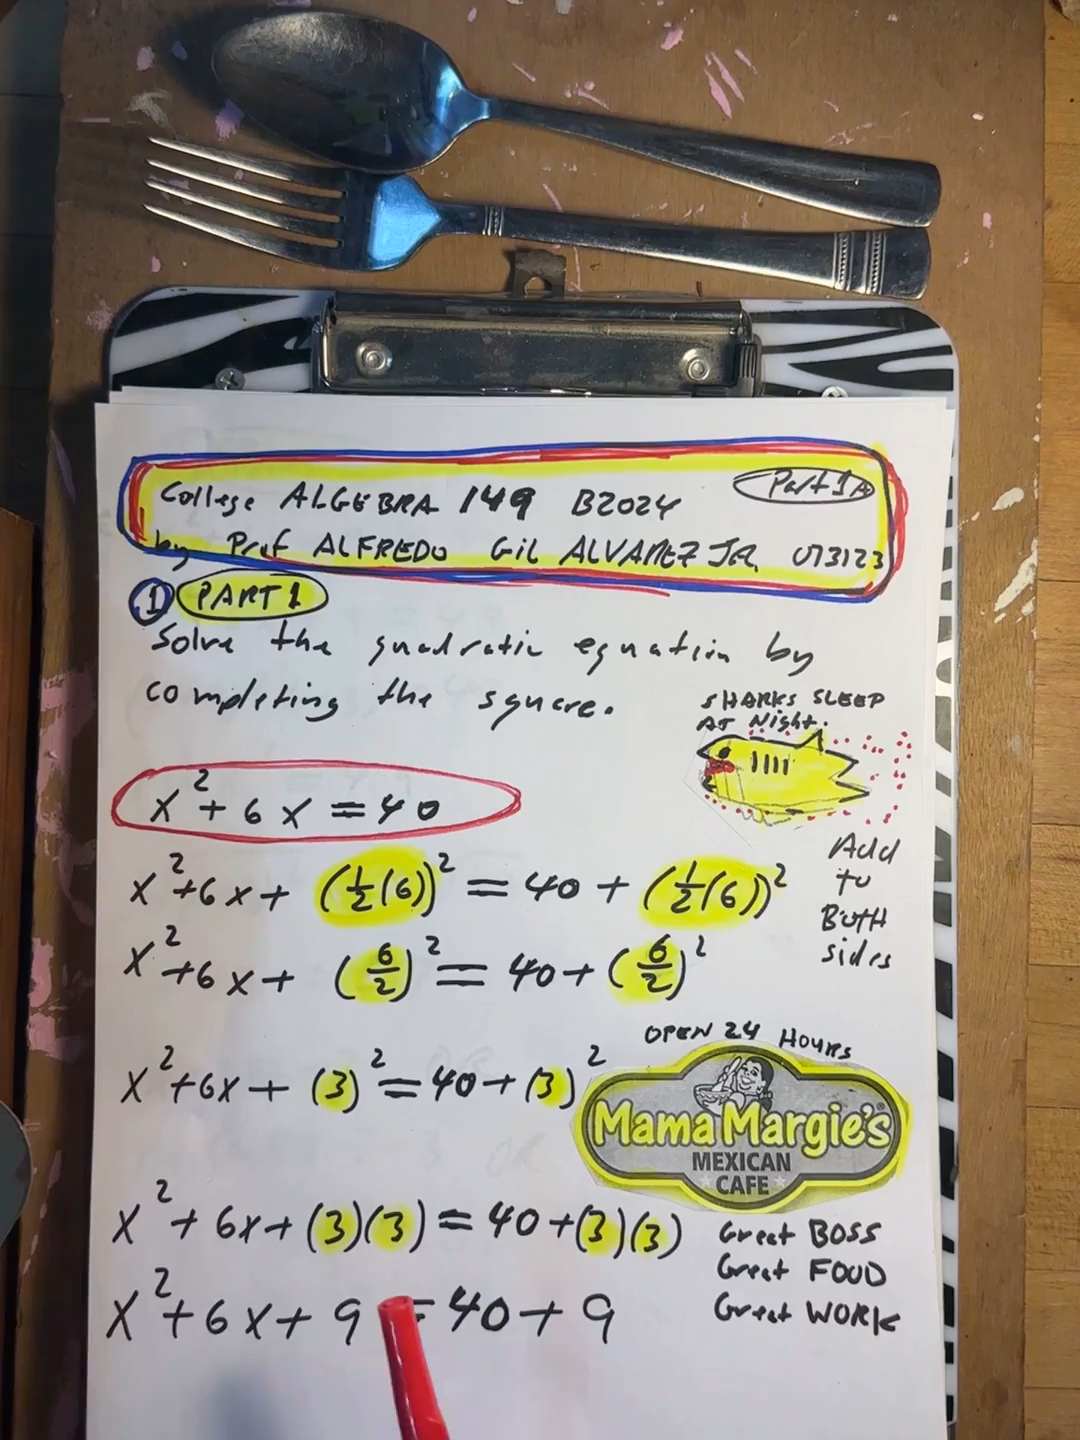 College ALGEBRA 149 B2024 Part 1A
by Prof ALFREDO Gil ALVAREZ JR. 073123
1 PART 1
Solve the quadratic equation by
completing the square.
SHARKS SLEEP
AT Night.
x² + 6x = 40
x² + 6x + (½(6))² = 40 + (½(6))²
Add
to
BOTH
sides
x² + 6x + (6/2)² = 40 + (6/2)²
OPEN 24 HOURS
x² + 6x + (3)² = 40 + (3)²
Mama Margie's®
MEXICAN
CAFE
x² + 6x + (3)(3) = 40 + (3)(3)
Great BOSS
Great FOOD
Great WORK
x² + 6x + 9 = 40 + 9